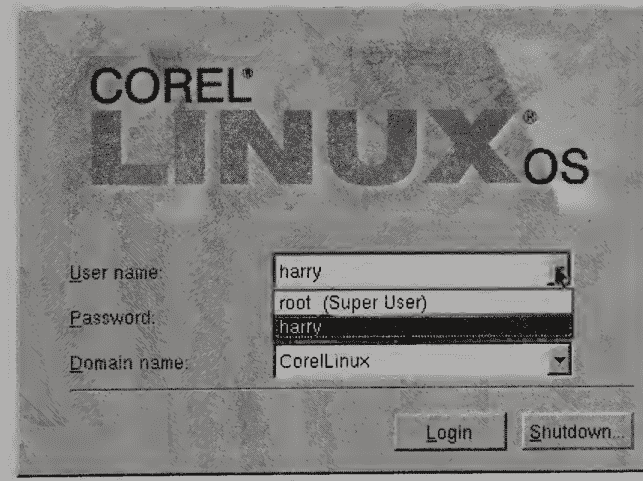 COREL®
LINUX®
OS
User name: harry
root (Super User)
Password: harry
Domain name: CorelLinux
Login Shutdown...